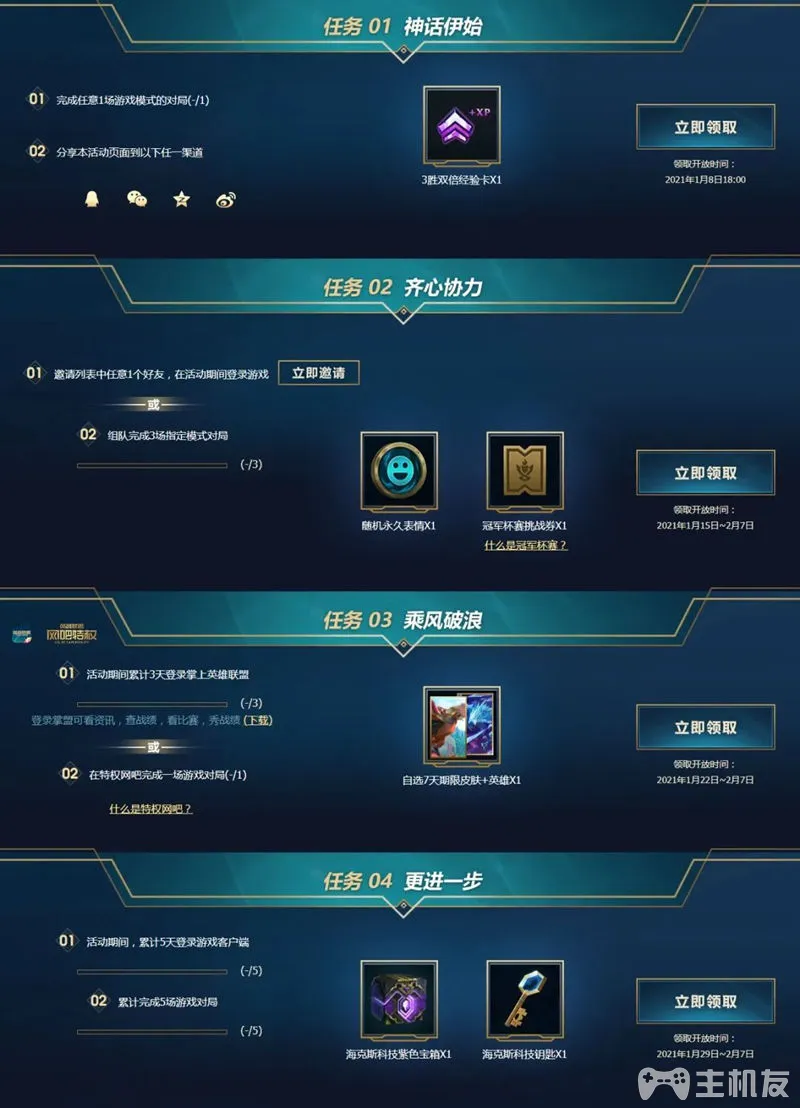 任务 01 神话伊始
01 完成任意1场游戏模式的对局(-/1)
02 分享本活动页面到以下任一渠道
+XP
3胜双倍经验卡X1
立即领取
领取开放时间：
2021年1月8日18:00
任务 02 齐心协力
01 邀请列表中任意1个好友，在活动期间登录游戏 立即邀请
或
02 组队完成3场指定模式对局
(-/3)
随机永久表情X1
冠军杯赛挑战券X1
什么是冠军杯赛？
立即领取
领取开放时间：
2021年1月15日~2月7日
任务 03 乘风破浪
网吧特权
01 活动期间累计3天登录掌上英雄联盟
(-/3)
登录掌盟可看资讯，查战绩，看比赛，秀战绩 (下载)
或
02 在特权网吧完成一场游戏对局(-/1)
什么是特权网吧？
自选7天期限皮肤+英雄X1
立即领取
领取开放时间：
2021年1月22日~2月7日
任务 04 更进一步
01 活动期间，累计5天登录游戏客户端
(-/5)
02 累计完成5场游戏对局
(-/5)
海克斯科技紫色宝箱X1
海克斯科技钥匙X1
立即领取
领取开放时间：
2021年1月29日~2月7日
主机友